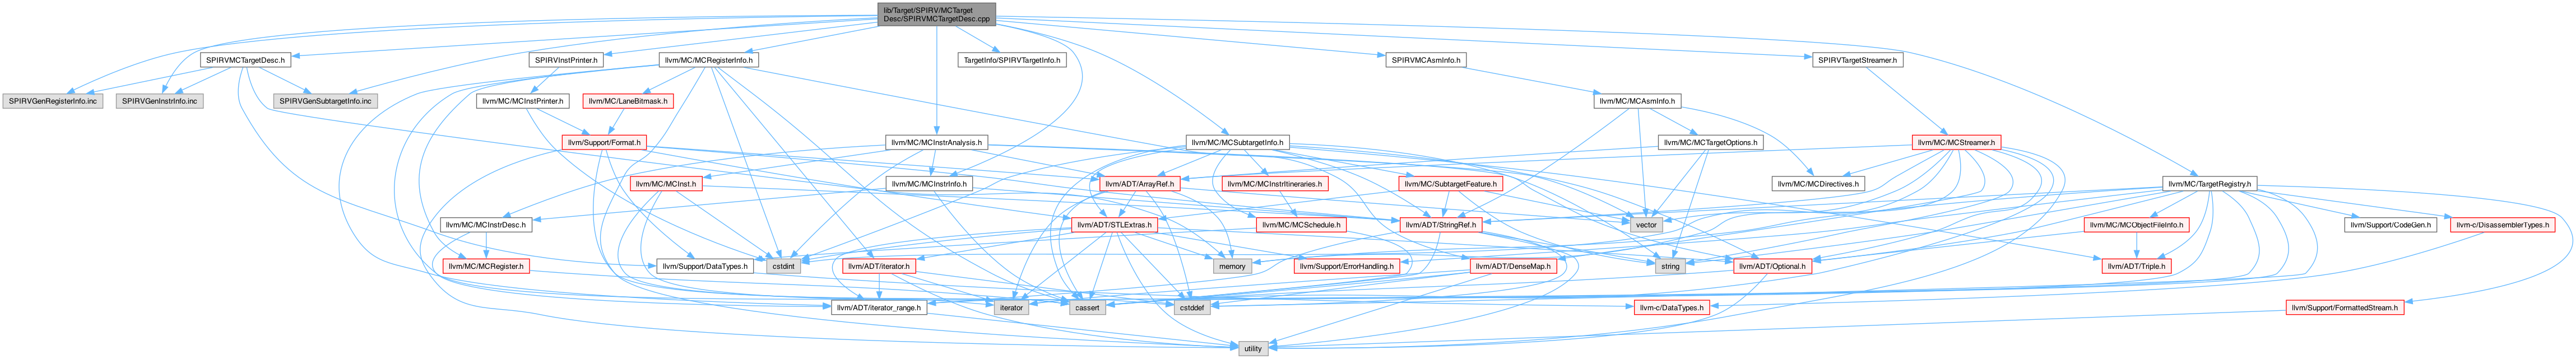 lib/Target/SPIRV/MCTarget
Desc/SPIRVMCTargetDesc.cpp
SPIRVMCTargetDesc.h
SPIRVInstPrinter.h
llvm/MC/MCRegisterInfo.h
TargetInfo/SPIRVTargetInfo.h
SPIRVMCAsmInfo.h
SPIRVTargetStreamer.h
SPIRVGenRegisterInfo.inc
SPIRVGenInstrInfo.inc
SPIRVGenSubtargetInfo.inc
llvm/MC/MCInstPrinter.h
llvm/MC/LaneBitmask.h
llvm/MC/MCAsmInfo.h
llvm/Support/Format.h
llvm/MC/MCInstrAnalysis.h
llvm/MC/MCSubtargetInfo.h
llvm/MC/MCTargetOptions.h
llvm/MC/MCStreamer.h
llvm/MC/MCInst.h
llvm/MC/MCInstrInfo.h
llvm/ADT/ArrayRef.h
llvm/MC/MCInstrItineraries.h
llvm/MC/SubtargetFeature.h
llvm/MC/MCDirectives.h
llvm/MC/TargetRegistry.h
llvm/MC/MCInstrDesc.h
llvm/ADT/STLExtras.h
llvm/MC/MCSchedule.h
llvm/ADT/StringRef.h
vector
llvm/MC/MCObjectFileInfo.h
llvm/Support/CodeGen.h
llvm-c/DisassemblerTypes.h
llvm/MC/MCRegister.h
llvm/Support/DataTypes.h
cstdint
llvm/ADT/iterator.h
memory
llvm/Support/ErrorHandling.h
llvm/ADT/DenseMap.h
string
llvm/ADT/Optional.h
llvm/ADT/Triple.h
llvm/ADT/iterator_range.h
iterator
cassert
cstddef
llvm-c/DataTypes.h
llvm/Support/FormattedStream.h
utility